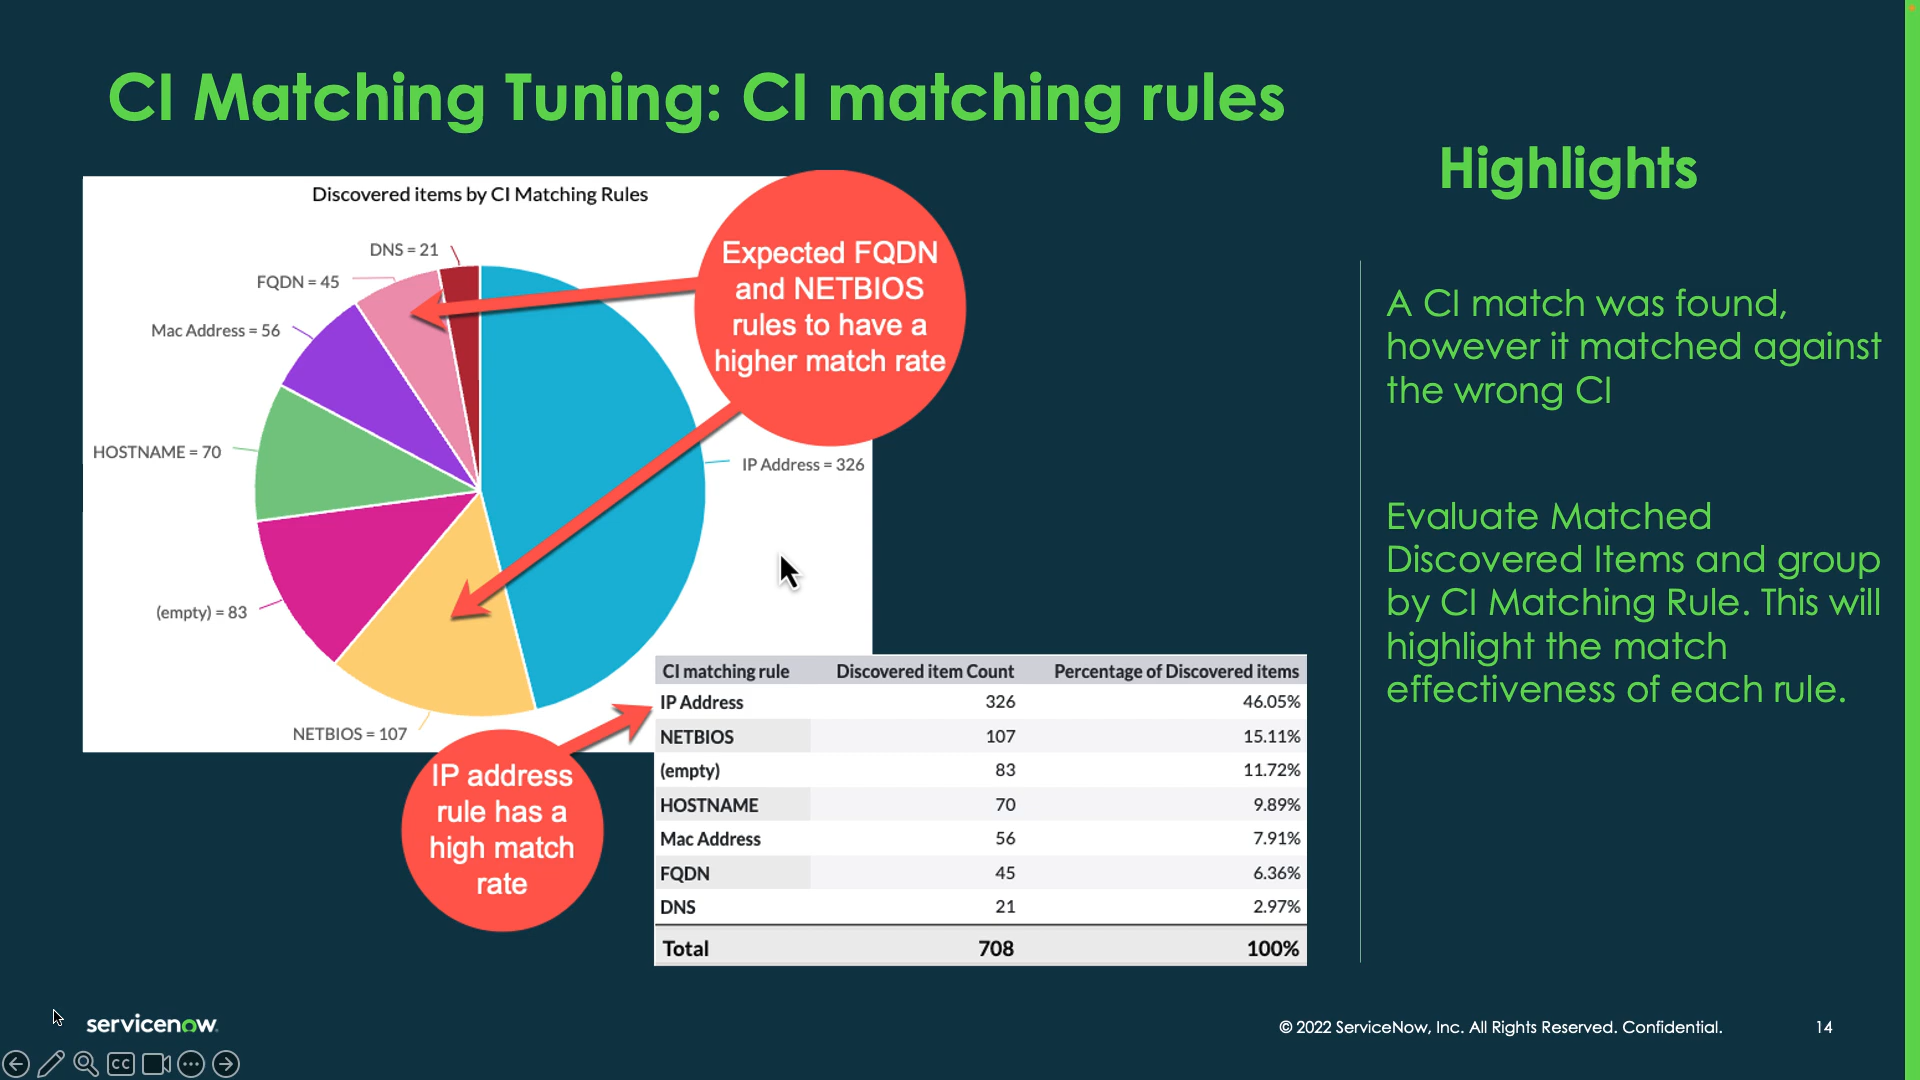 CI Matching Tuning: CI matching rules
Highlights
Discovered items by CI Matching Rules
DNS = 21
FQDN = 45
Mac Address = 56
HOSTNAME = 70
(empty) = 83
NETBIOS = 107
IP Address = 326
Expected FQDN
and NETBIOS
rules to have a
higher match rate
IP address
rule has a
high match
rate
CI matching rule Discovered item Count Percentage of Discovered items
IP Address 326 46.05%
NETBIOS 107 15.11%
(empty) 83 11.72%
HOSTNAME 70 9.89%
Mac Address 56 7.91%
FQDN 45 6.36%
DNS 21 2.97%
Total 708 100%
A CI match was found,
however it matched against
the wrong CI
Evaluate Matched
Discovered Items and group
by CI Matching Rule. This will
highlight the match
effectiveness of each rule.
servicenow
© 2022 ServiceNow, Inc. All Rights Reserved. Confidential.
14
CC